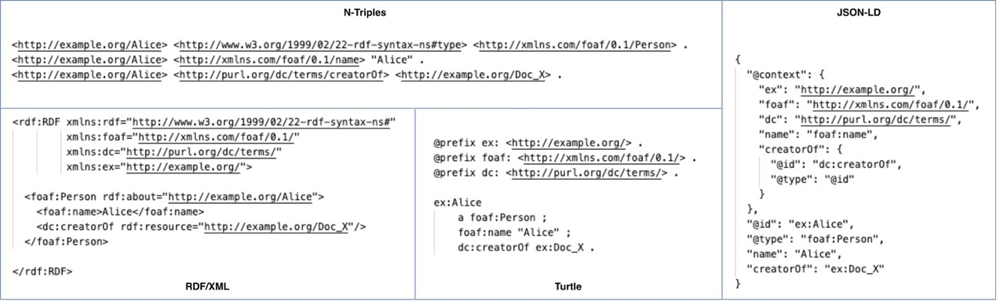 N-Triples
<http://example.org/Alice> <http://www.w3.org/1999/02/22-rdf-syntax-ns#type> <http://xmlns.com/foaf/0.1/Person> .
<http://example.org/Alice> <http://xmlns.com/foaf/0.1/name> "Alice" .
<http://example.org/Alice> <http://purl.org/dc/terms/creatorOf> <http://example.org/Doc_X> .
<rdf:RDF xmlns:rdf="http://www.w3.org/1999/02/22-rdf-syntax-ns#"
xmlns:foaf="http://xmlns.com/foaf/0.1/"
xmlns:dc="http://purl.org/dc/terms/"
xmlns:ex="http://example.org/">
<foaf:Person rdf:about="http://example.org/Alice">
<foaf:name>Alice</foaf:name>
<dc:creatorOf rdf:resource="http://example.org/Doc_X"/>
</foaf:Person>
</rdf:RDF>
RDF/XML
@prefix ex: <http://example.org/> .
@prefix foaf: <http://xmlns.com/foaf/0.1/> .
@prefix dc: <http://purl.org/dc/terms/> .
ex:Alice
a foaf:Person ;
foaf:name "Alice" ;
dc:creatorOf ex:Doc_X .
Turtle
JSON-LD
{
"@context": {
"ex": "http://example.org/",
"foaf": "http://xmlns.com/foaf/0.1/",
"dc": "http://purl.org/dc/terms/",
"name": "foaf:name",
"creatorOf": {
"@id": "dc:creatorOf",
"@type": "@id"
}
},
"@id": "ex:Alice",
"@type": "foaf:Person",
"name": "Alice",
"creatorOf": "ex:Doc_X"
}